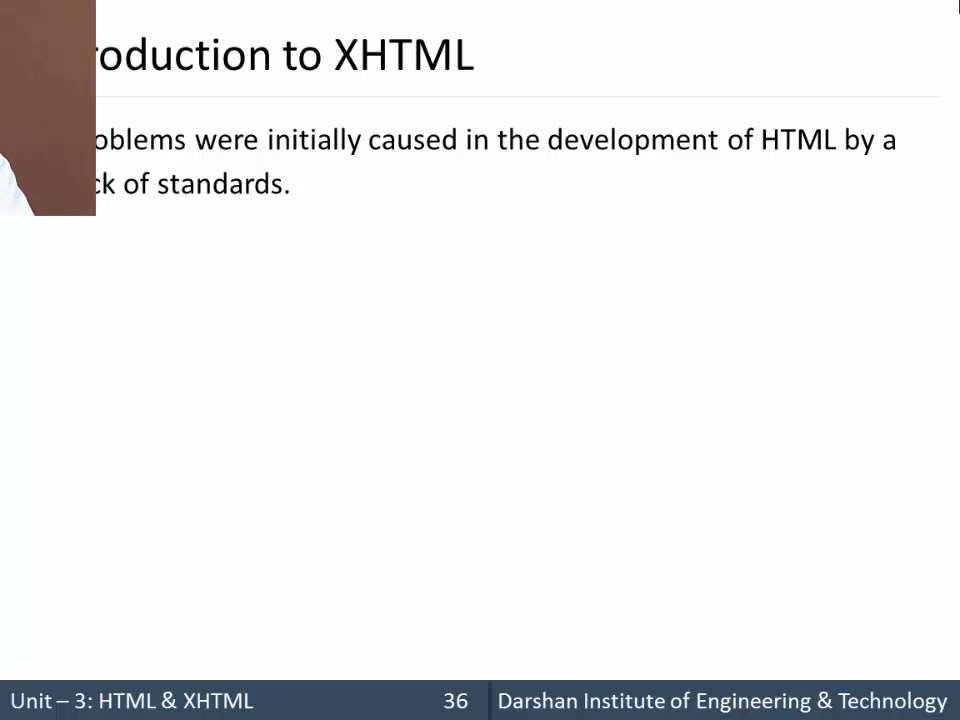 roduction to XHTML
oblems were initially caused in the development of HTML by a
ck of standards.
Unit – 3: HTML & XHTML 36 Darshan Institute of Engineering & Technology